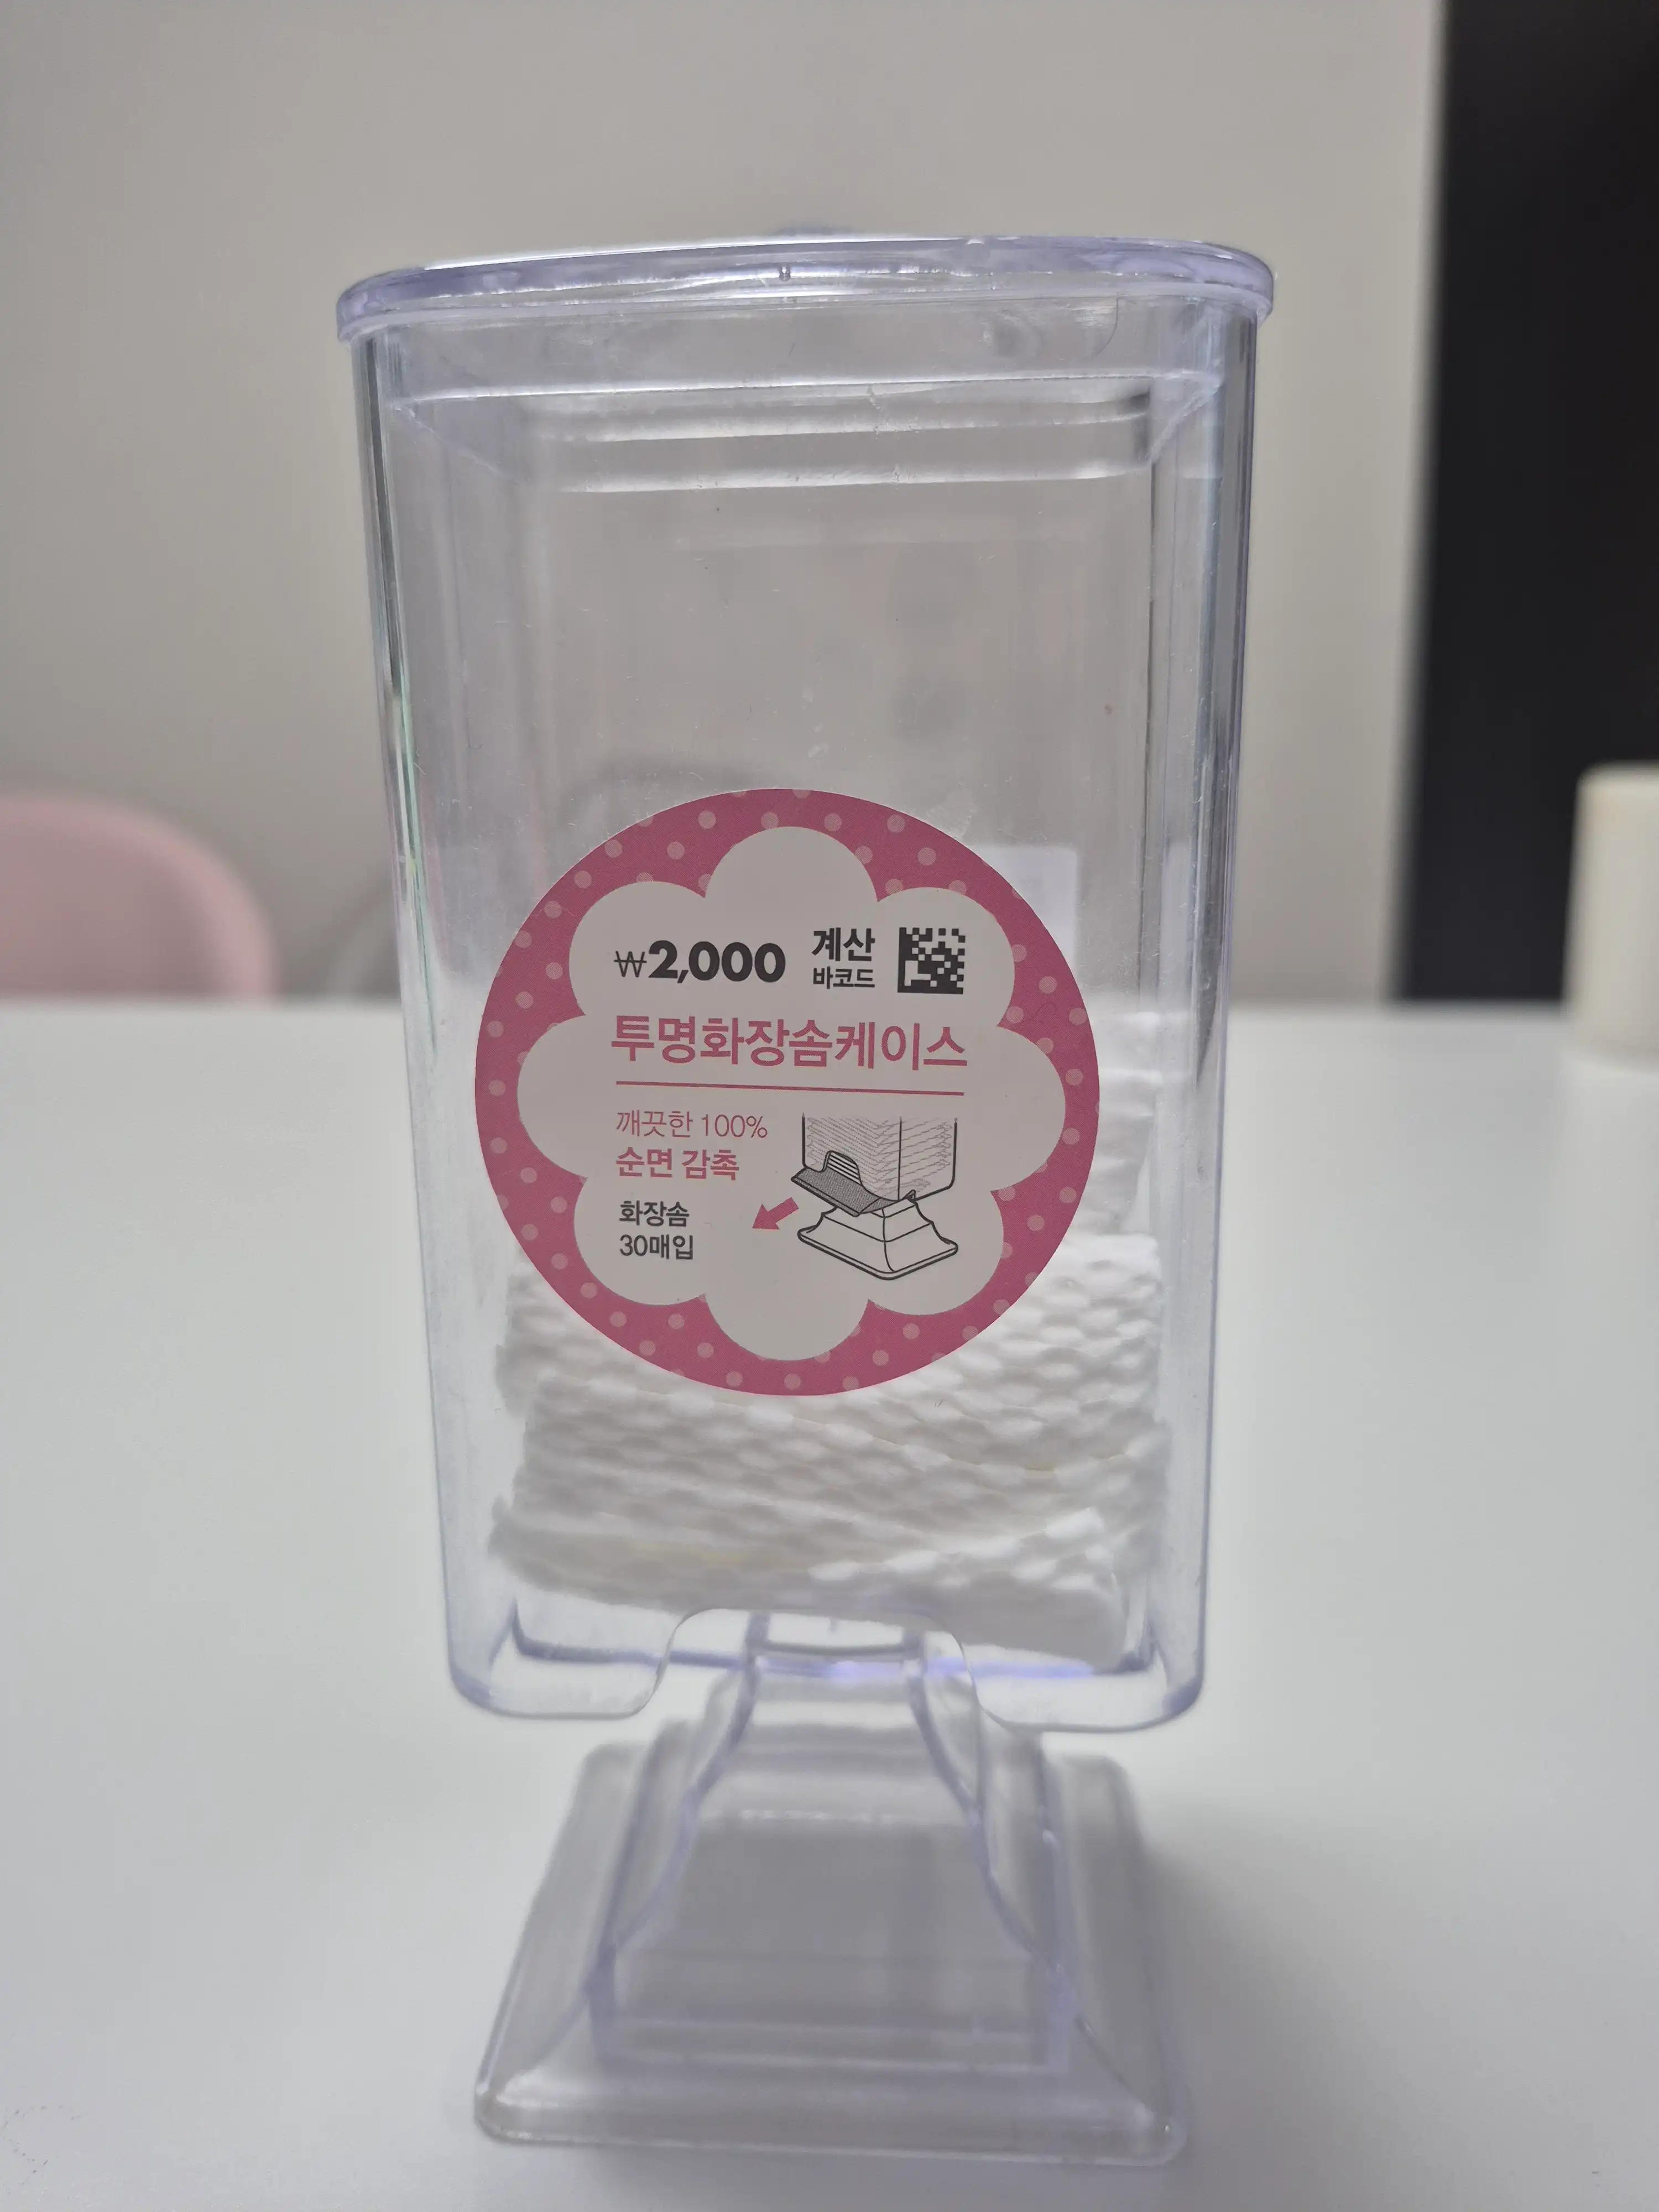 ₩2,000 계산
바코드
투명화장솜케이스
깨끗한 100%
순면 감촉
화장솜
30매입